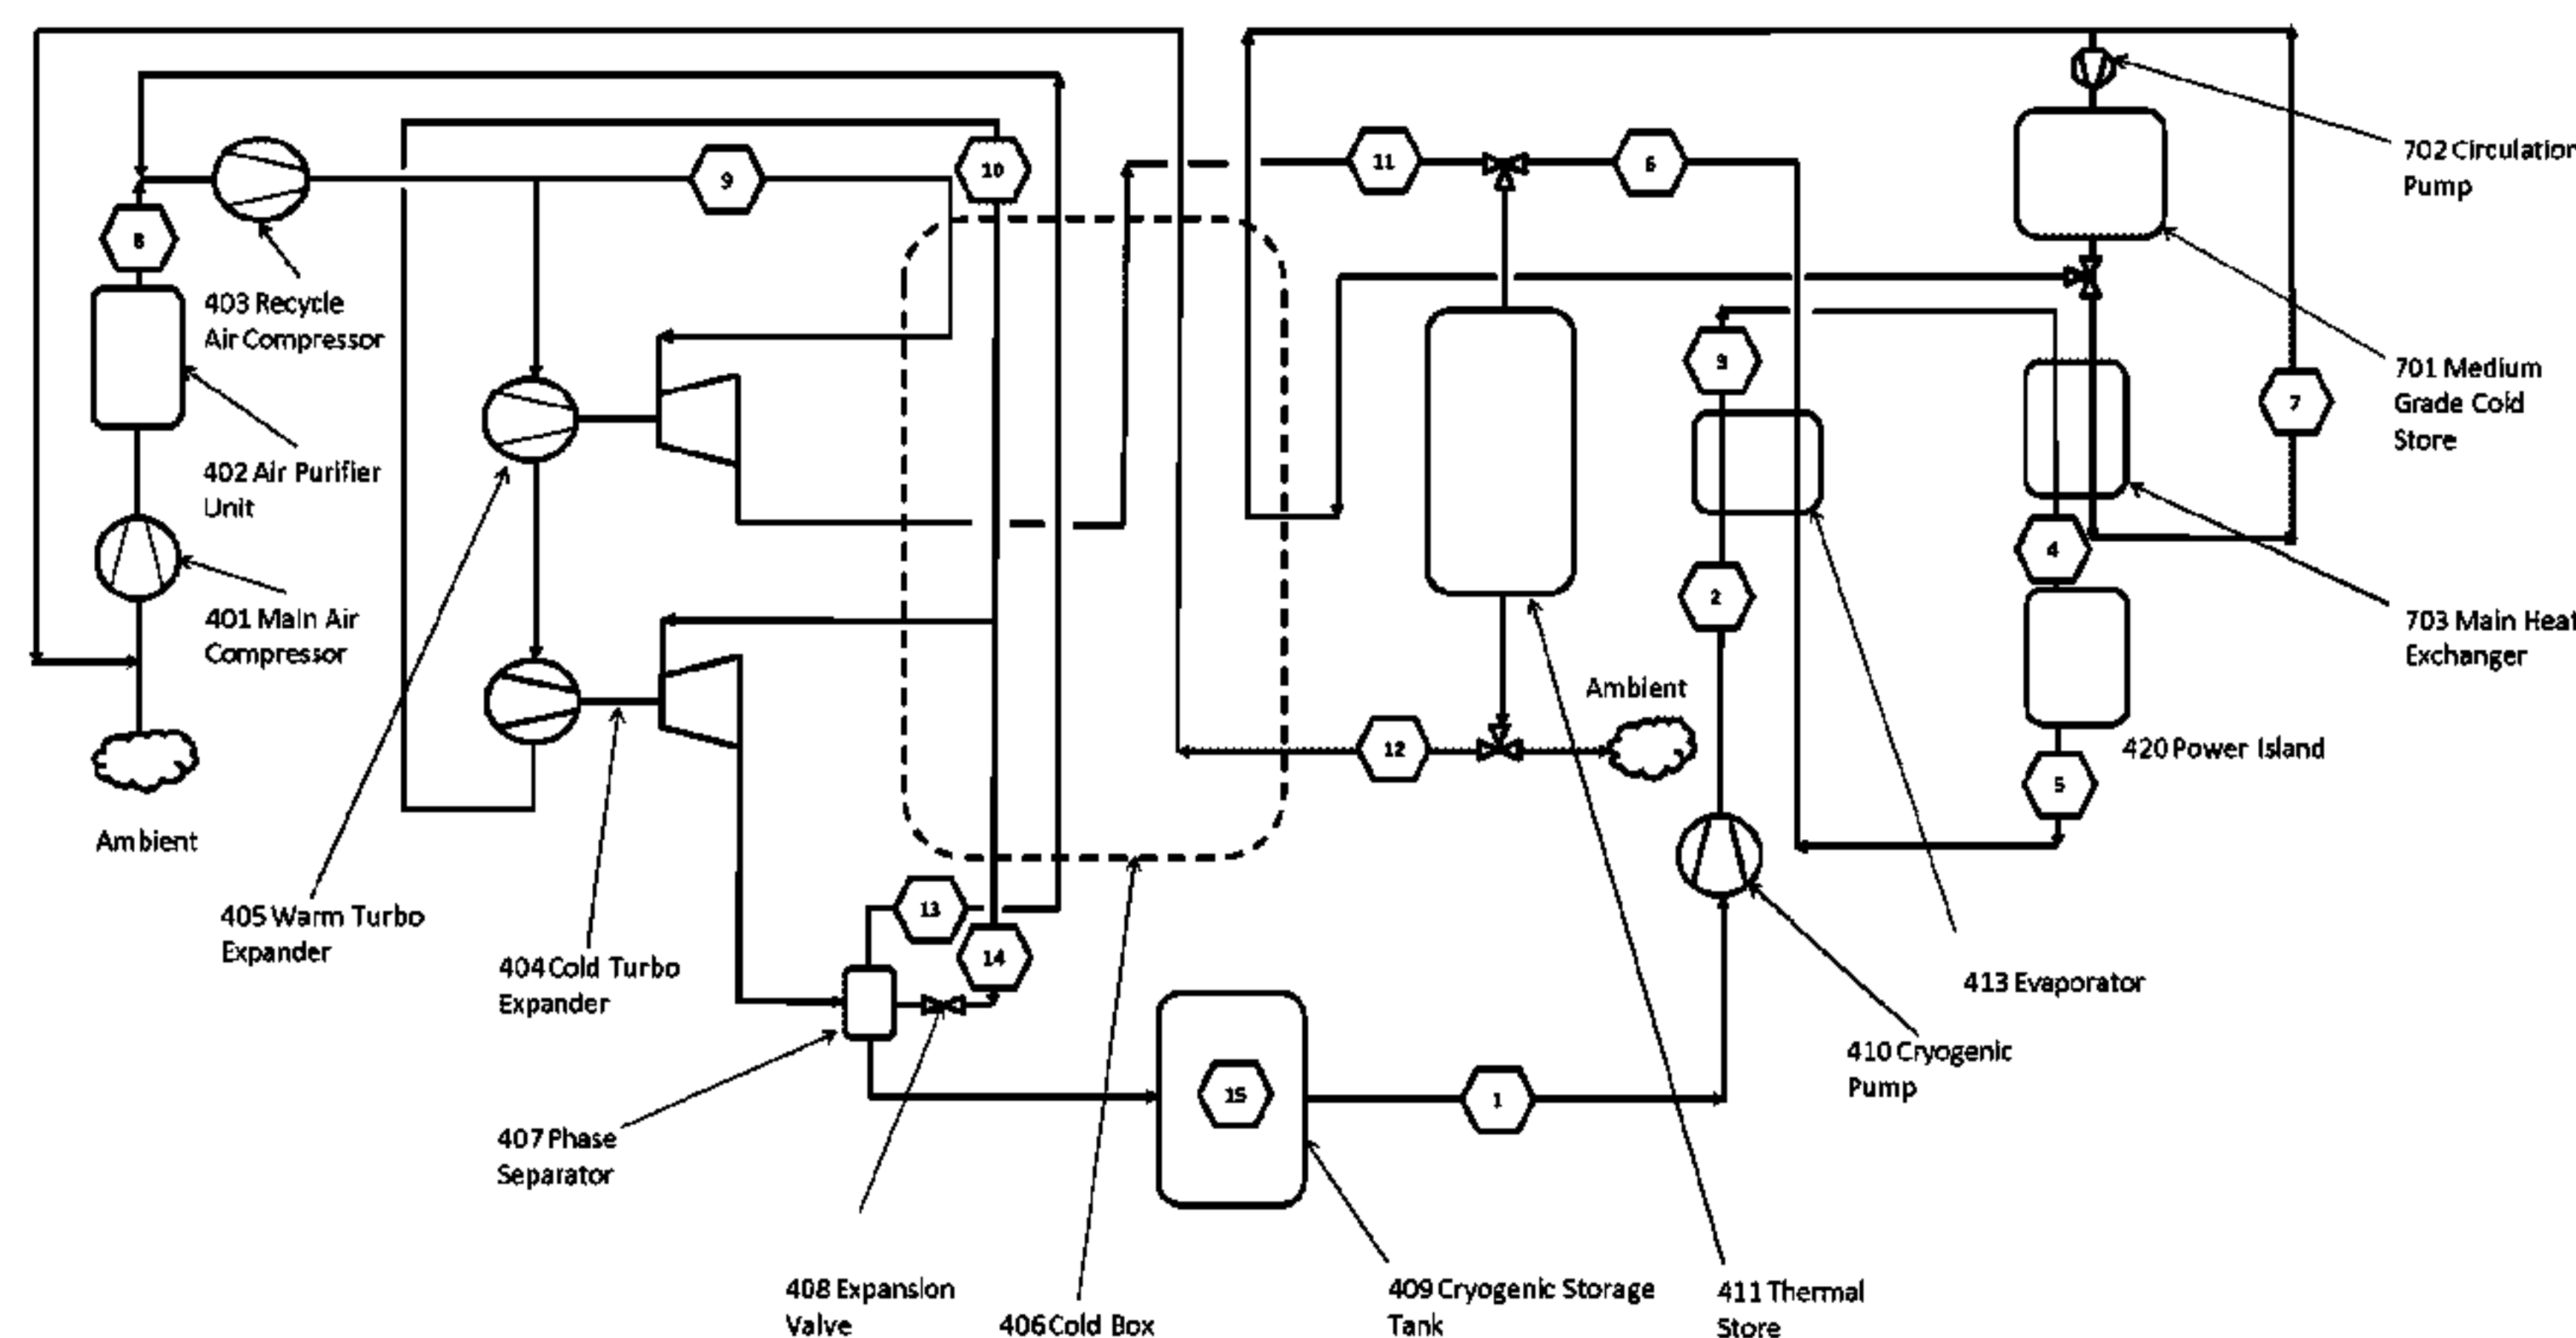 10
11
6
9
8
702 Circulation
Pump
403 Recycle
Air Compressor
9
7
701 Medium
Grade Cold
Store
402 Air Purifier
Unit
4
2
401 Main Air
Compressor
703 Main Heat
Exchanger
Ambient
12
420 Power Island
5
Ambient
405 Warm Turbo
Expander
13
14
404 Cold Turbo
Expander
413 Evaporator
410 Cryogenic
Pump
15
1
407 Phase
Separator
408 Expansion
Valve
406 Cold Box
409 Cryogenic Storage
Tank
411 Thermal
Store